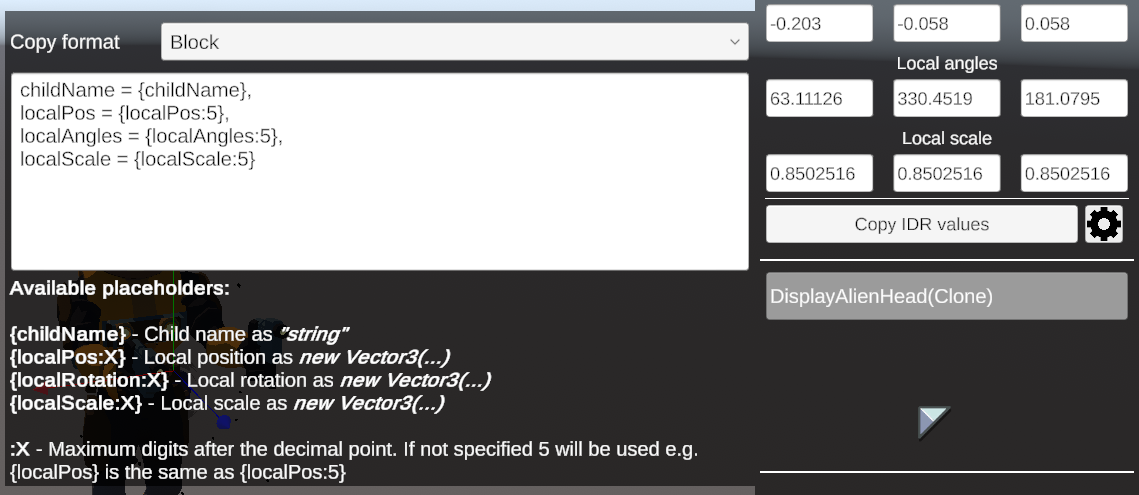 Copy format
Block
childName = {childName},
localPos = {localPos:5},
localAngles = {localAngles:5},
localScale = {localScale:5}
Available placeholders:
{childName} - Child name as "string"
{localPos:X} - Local position as new Vector3(...)
{localRotation:X} - Local rotation as new Vector3(...)
{localScale:X} - Local scale as new Vector3(...)
:X - Maximum digits after the decimal point. If not specified 5 will be used e.g.
{localPos} is the same as {localPos:5}
-0.203 -0.058 0.058
Local angles
63.11126 330.4519 181.0795
Local scale
0.8502516 0.8502516 0.8502516
Copy IDR values
DisplayAlienHead(Clone)